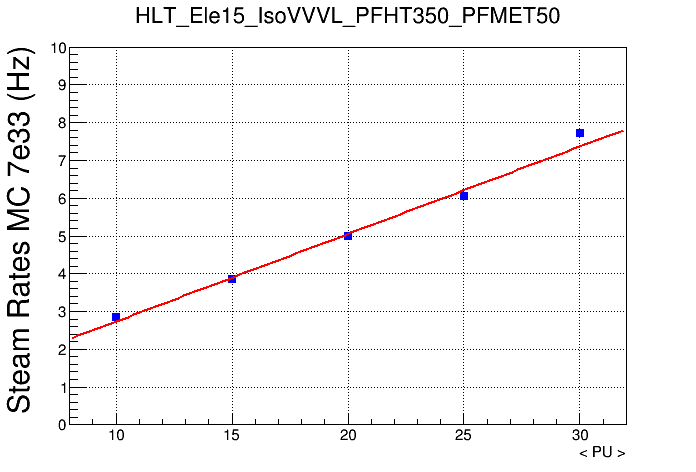 HLT_Ele15_IsoVVVL_PFHT350_PFMET50
Steam Rates MC 7e33 (Hz)
10
9
8
7
6
5
4
3
2
1
0
10 15 20 25 30
< PU >